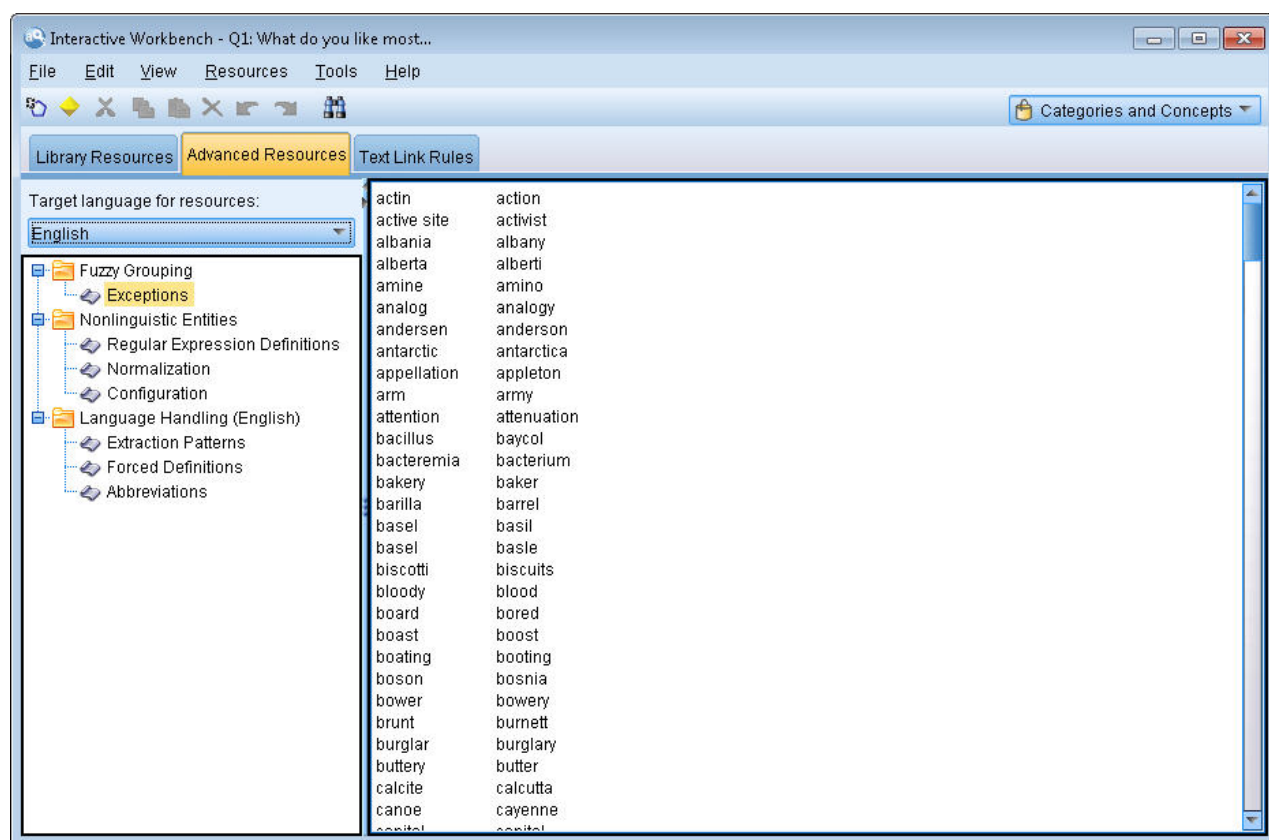 Interactive Workbench - Q1: What do you like most...
File Edit View Resources Tools Help
Categories and Concepts
Library Resources Advanced Resources Text Link Rules
Target language for resources:
English
Fuzzy Grouping
Exceptions
Nonlinguistic Entities
Regular Expression Definitions
Normalization
Configuration
Language Handling (English)
Extraction Patterns
Forced Definitions
Abbreviations
actin action
active site activist
albania albany
alberta alberti
amine amino
analog analogy
andersen anderson
antarctic antarctica
appellation appleton
arm army
attention attenuation
bacillus baycol
bacteremia bacterium
bakery baker
barilla barrel
basel basil
basel basle
biscotti biscuits
bloody blood
board bored
boast boost
boating booting
boson bosnia
bower bowery
brunt burnett
burglar burglary
buttery butter
calcite calcutta
canoe cayenne